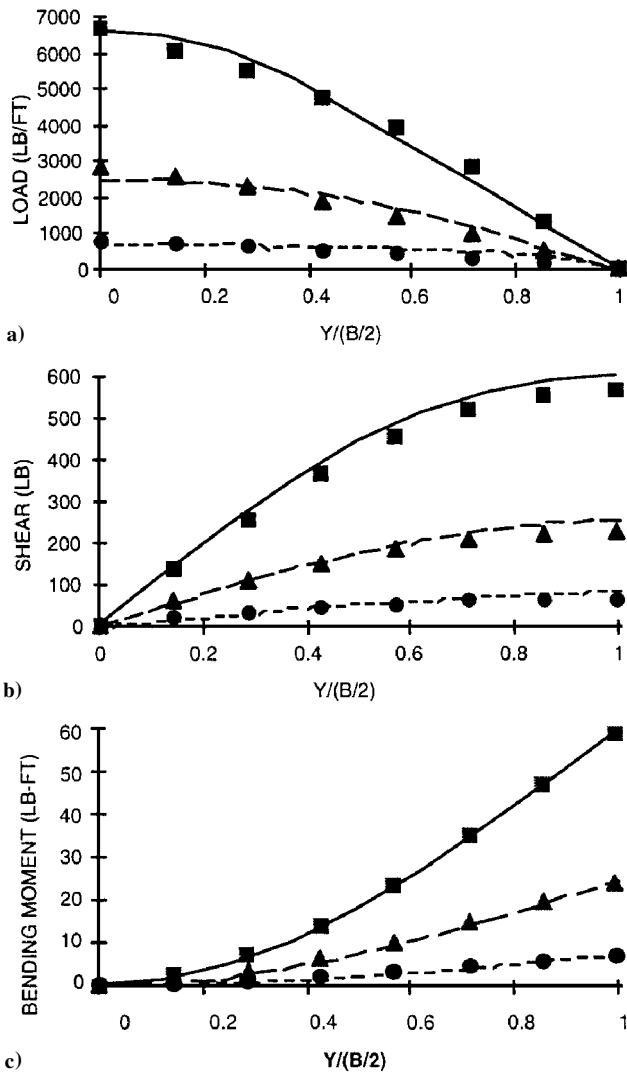 7000
6000
5000
4000
3000
2000
1000
0
LOAD (LB/FT)
0 0.2 0.4 0.6 0.8 1
Y/(B/2)
a)
600
500
400
300
200
100
0
SHEAR (LB)
0 0.2 0.4 0.6 0.8 1
Y/(B/2)
b)
60
50
40
30
20
10
0
BENDING MOMENT (LB-FT)
0 0.2 0.4 0.6 0.8 1
Y/(B/2)
c)